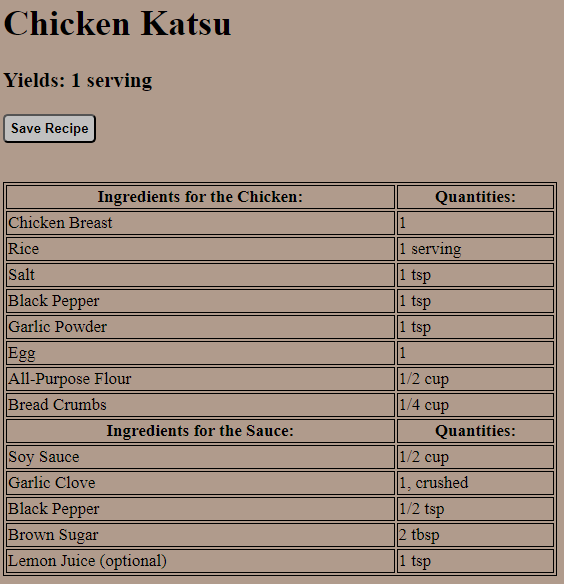 Chicken Katsu
Yields: 1 serving
Save Recipe
Ingredients for the Chicken: Quantities:
Chicken Breast 1
Rice 1 serving
Salt 1 tsp
Black Pepper 1 tsp
Garlic Powder 1 tsp
Egg 1
All-Purpose Flour 1/2 cup
Bread Crumbs 1/4 cup
Ingredients for the Sauce: Quantities:
Soy Sauce 1/2 cup
Garlic Clove 1, crushed
Black Pepper 1/2 tsp
Brown Sugar 2 tbsp
Lemon Juice (optional) 1 tsp